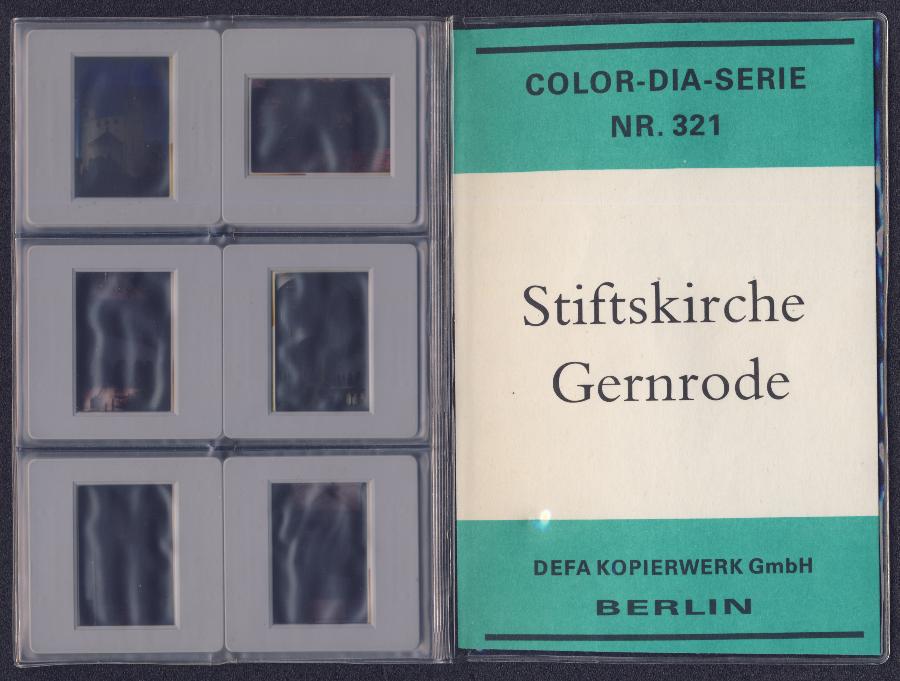 COLOR-DIA-SERIE
NR. 321
Stiftskirche
Gernrode
DEFA KOPIERWERK GmbH
BERLIN